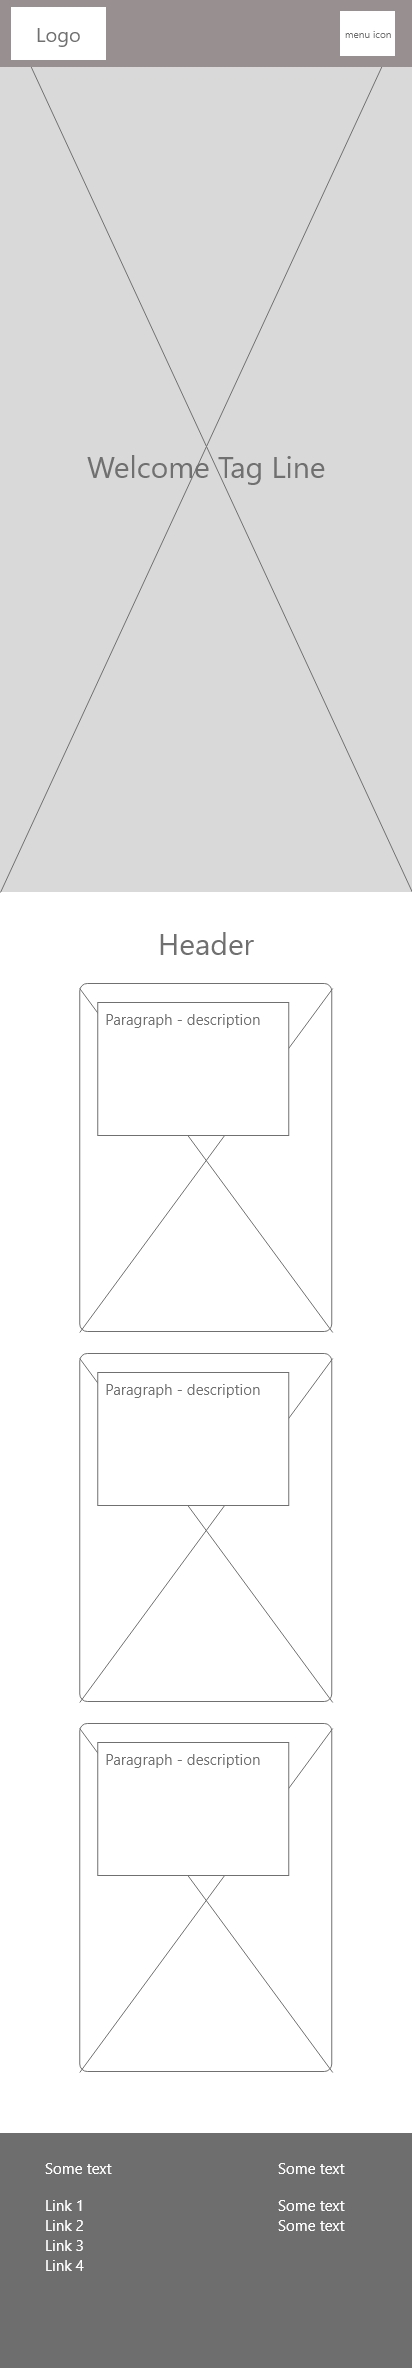 Logo
menu icon
Welcome Tag Line
Header
Paragraph - description
Paragraph - description
Paragraph - description
Some text
Link 1
Link 2
Link 3
Link 4
Some text
Some text
Some text